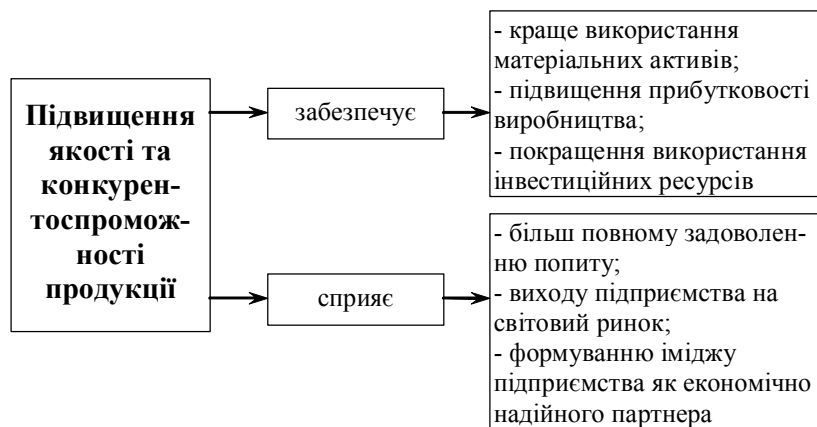 Підвищення
якості та
конкурен-
тоспромож-
ності
продукції
забезпечує
- краще використання
матеріальних активів;
- підвищення прибутковості
виробництва;
- покращення використання
інвестиційних ресурсів
сприяє
- більш повному задоволен-
ню попиту;
- виходу підприємства на
світовий ринок;
- формуванню іміджу
підприємства як економічно
надійного партнера